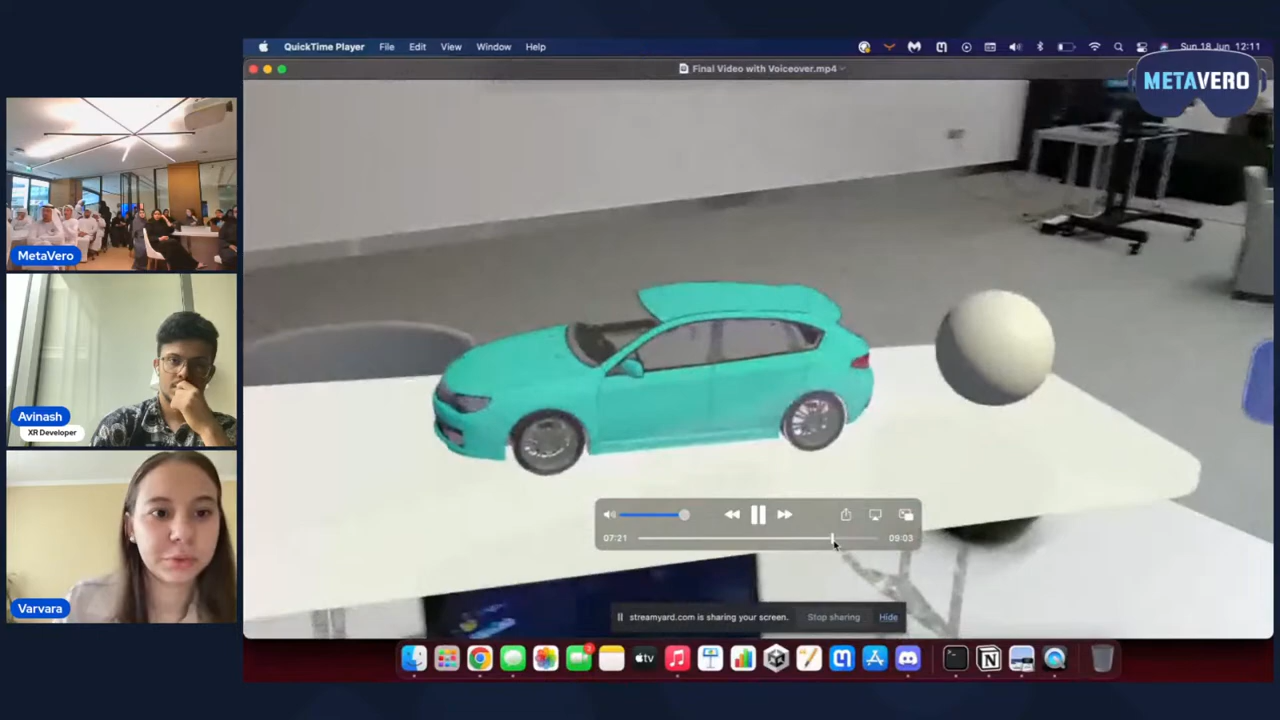 QuickTime Player File Edit View Window Help
Sun 18 Jun 12:11
Final Video with Voiceover.mp4
METAVERO
MetaVero
Avinash
XR Developer
Varvara
07:21
09:03
streamyard.com is sharing your screen. Stop sharing Hide
tv